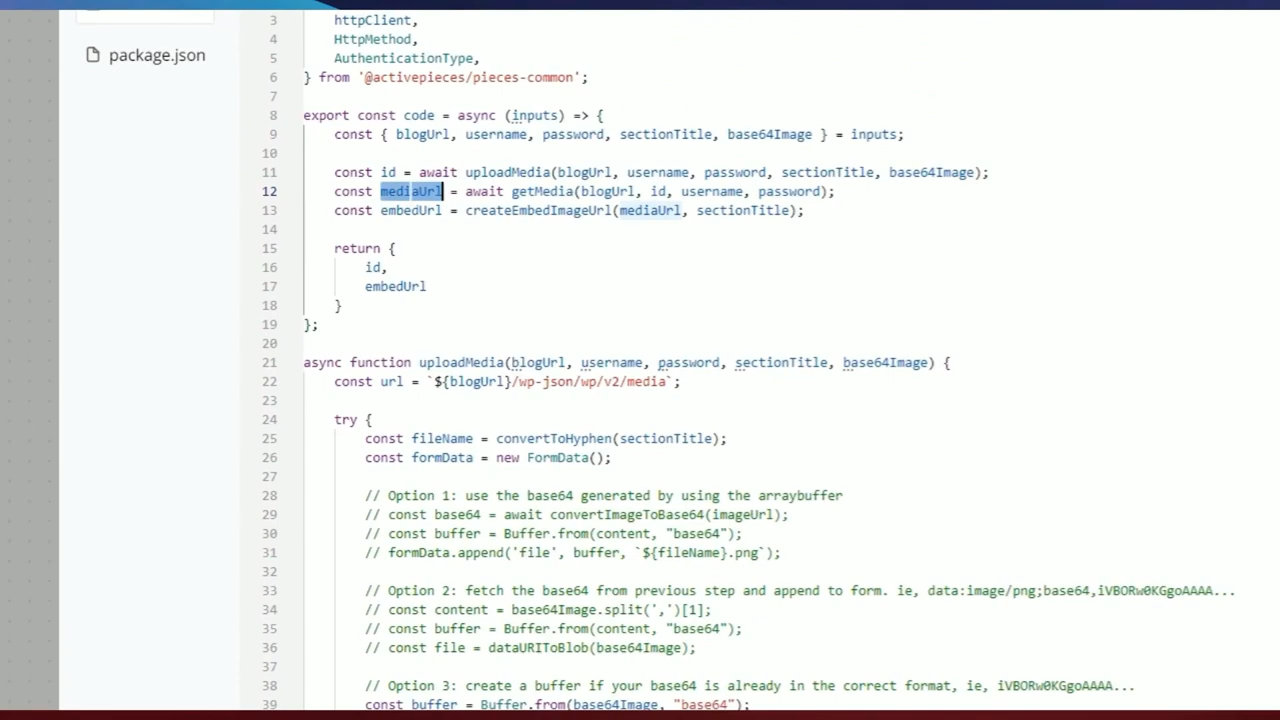 package.json
3 httpClient,
4 HttpMethod,
5 AuthenticationType,
6 } from '@activepieces/pieces-common';
7
8 export const code = async (inputs) => {
9 const { blogUrl, username, password, sectionTitle, base64Image } = inputs;
10
11 const id = await uploadMedia(blogUrl, username, password, sectionTitle, base64Image);
12 const mediaUrl = await getMedia(blogUrl, id, username, password);
13 const embedUrl = createEmbedImageUrl(mediaUrl, sectionTitle);
14
15 return {
16 id,
17 embedUrl
18 }
19 };
20
21 async function uploadMedia(blogUrl, username, password, sectionTitle, base64Image) {
22 const url = `${blogUrl}/wp-json/wp/v2/media`;
23
24 try {
25 const fileName = convertToHyphen(sectionTitle);
26 const formData = new FormData();
27
28 // Option 1: use the base64 generated by using the arraybuffer
29 // const base64 = await convertImageToBase64(imageUrl);
30 // const buffer = Buffer.from(content, "base64");
31 // formData.append('file', buffer, `${fileName}.png`);
32
33 // Option 2: fetch the base64 from previous step and append to form. ie, data:image/png;base64,iVBORw0KGgoAAAA...
34 // const content = base64Image.split(',')[1];
35 // const buffer = Buffer.from(content, "base64");
36 // const file = dataURIToBlob(base64Image);
37
38 // Option 3: create a buffer if your base64 is already in the correct format, ie, iVBORw0KGgoAAAA...
39 const buffer = Buffer.from(base64Image, "base64");